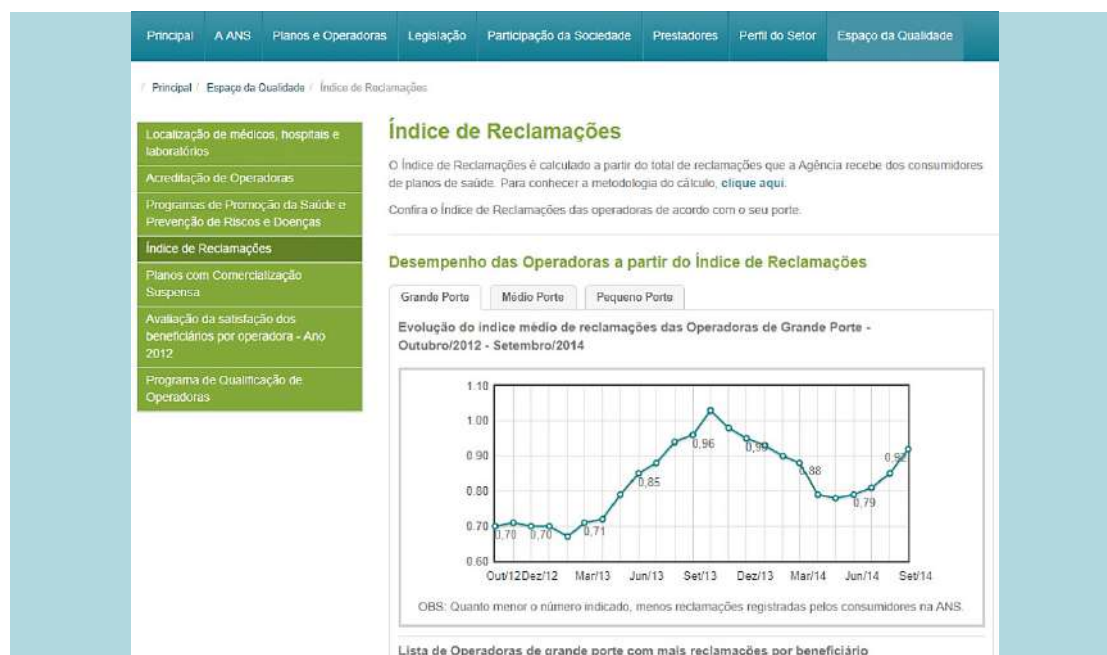 Principal A ANS Planos e Operadoras Legislação Participação da Sociedade Prestadores Perfil do Setor Espaço da Qualidade
/ Principal / Espaço da Qualidade / Índice de Reclamações
Localização de médicos, hospitais e
laboratórios
Acreditação de Operadoras
Programas de Promoção da Saúde e
Prevenção de Riscos e Doenças
Índice de Reclamações
Planos com Comercialização
Suspensa
Avaliação da satisfação dos
beneficiários por operadora - Ano
2012
Programa de Qualificação de
Operadoras
Índice de Reclamações
O Índice de Reclamações é calculado a partir do total de reclamações que a Agência recebe dos consumidores
de planos de saúde. Para conhecer a metodologia do cálculo, clique aqui.
Confira o Índice de Reclamações das operadoras de acordo com o seu porte.
Desempenho das Operadoras a partir do Índice de Reclamações
Grande Porte Médio Porte Pequeno Porte
Evolução do índice médio de reclamações das Operadoras de Grande Porte -
Outubro/2012 - Setembro/2014
1.10
1.00
0.90
0.80
0.70
0.60
0,70 0,70 0,71 0,85 0,96 0,88 0,79 0,92
Out/12 Dez/12 Mar/13 Jun/13 Set/13 Dez/13 Mar/14 Jun/14 Set/14
OBS: Quanto menor o número indicado, menos reclamações registradas pelos consumidores na ANS.
Lista de Operadoras de grande porte com mais reclamações por beneficiário